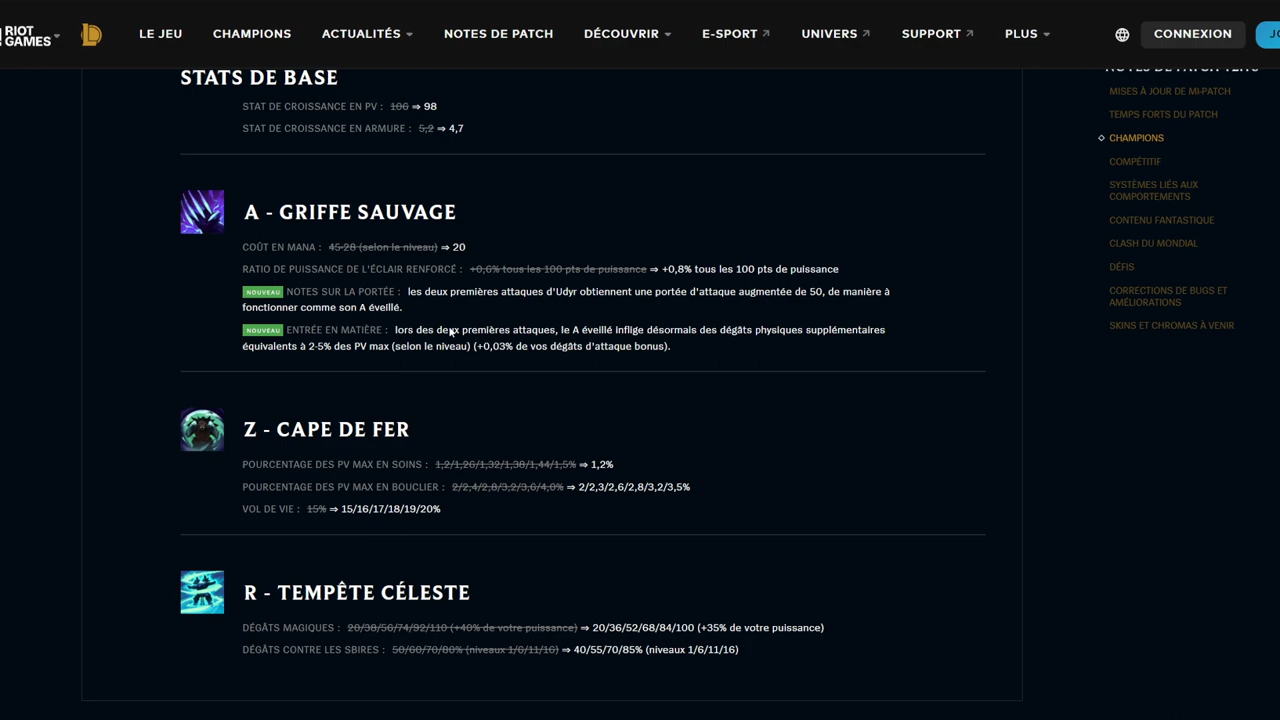 RIOT GAMES
LE JEU CHAMPIONS ACTUALITÉS NOTES DE PATCH DÉCOUVRIR E-SPORT UNIVERS SUPPORT PLUS CONNEXION
STATS DE BASE
STAT DE CROISSANCE EN PV : 106 ⇒ 98
STAT DE CROISSANCE EN ARMURE : 5,2 ⇒ 4,7
A - GRIFFE SAUVAGE
COÛT EN MANA : 45-28 (selon le niveau) ⇒ 20
RATIO DE PUISSANCE DE L'ÉCLAIR RENFORCÉ : +0,6% tous les 100 pts de puissance ⇒ +0,8% tous les 100 pts de puissance
NOUVEAU NOTES SUR LA PORTÉE : les deux premières attaques d'Udyr obtiennent une portée d'attaque augmentée de 50, de manière à
fonctionner comme son A éveillé.
NOUVEAU ENTRÉE EN MATIÈRE : lors des deux premières attaques, le A éveillé inflige désormais des dégâts physiques supplémentaires
équivalents à 2-5% des PV max (selon le niveau) (+0,03% de vos dégâts d'attaque bonus).
Z - CAPE DE FER
POURCENTAGE DES PV MAX EN SOINS : 1,2/1,26/1,32/1,38/1,44/1,5% ⇒ 1,2%
POURCENTAGE DES PV MAX EN BOUCLIER : 2/2,4/2,8/3,2/3,6/4,0% ⇒ 2/2,3/2,6/2,8/3,2/3,5%
VOL DE VIE : 15% ⇒ 15/16/17/18/19/20%
R - TEMPÊTE CÉLESTE
DÉGÂTS MAGIQUES : 20/38/56/74/92/110 (+40% de votre puissance) ⇒ 20/36/52/68/84/100 (+35% de votre puissance)
DÉGÂTS CONTRE LES SBIRES : 50/60/70/80% (niveaux 1/6/11/16) ⇒ 40/55/70/85% (niveaux 1/6/11/16)
MISES À JOUR DE MI-PATCH
TEMPS FORTS DU PATCH
CHAMPIONS
COMPÉTITIF
SYSTÈMES LIÉS AUX
COMPORTEMENTS
CONTENU FANTASTIQUE
CLASH DU MONDIAL
DÉFIS
CORRECTIONS DE BUGS ET
AMÉLIORATIONS
SKINS ET CHROMAS À VENIR